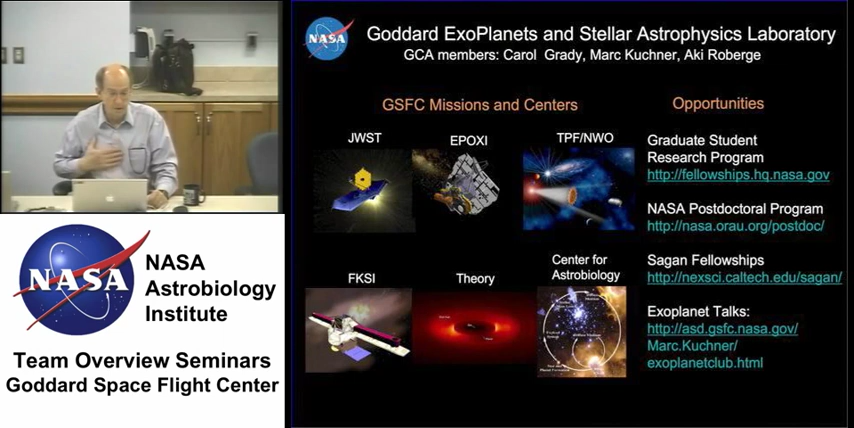 NASA
Goddard ExoPlanets and Stellar Astrophysics Laboratory
GCA members: Carol Grady, Marc Kuchner, Aki Roberge
GSFC Missions and Centers
JWST
EPOXI
TPF/NWO
FKSI
Theory
Center for
Astrobiology
Opportunities
Graduate Student
Research Program
http://fellowships.hq.nasa.gov
NASA Postdoctoral Program
http://nasa.orau.org/postdoc/
Sagan Fellowships
http://nexsci.caltech.edu/sagan/
Exoplanet Talks:
http://asd.gsfc.nasa.gov/
Marc.Kuchner/
exoplanetclub.html
NASA
NASA
Astrobiology
Institute
Team Overview Seminars
Goddard Space Flight Center